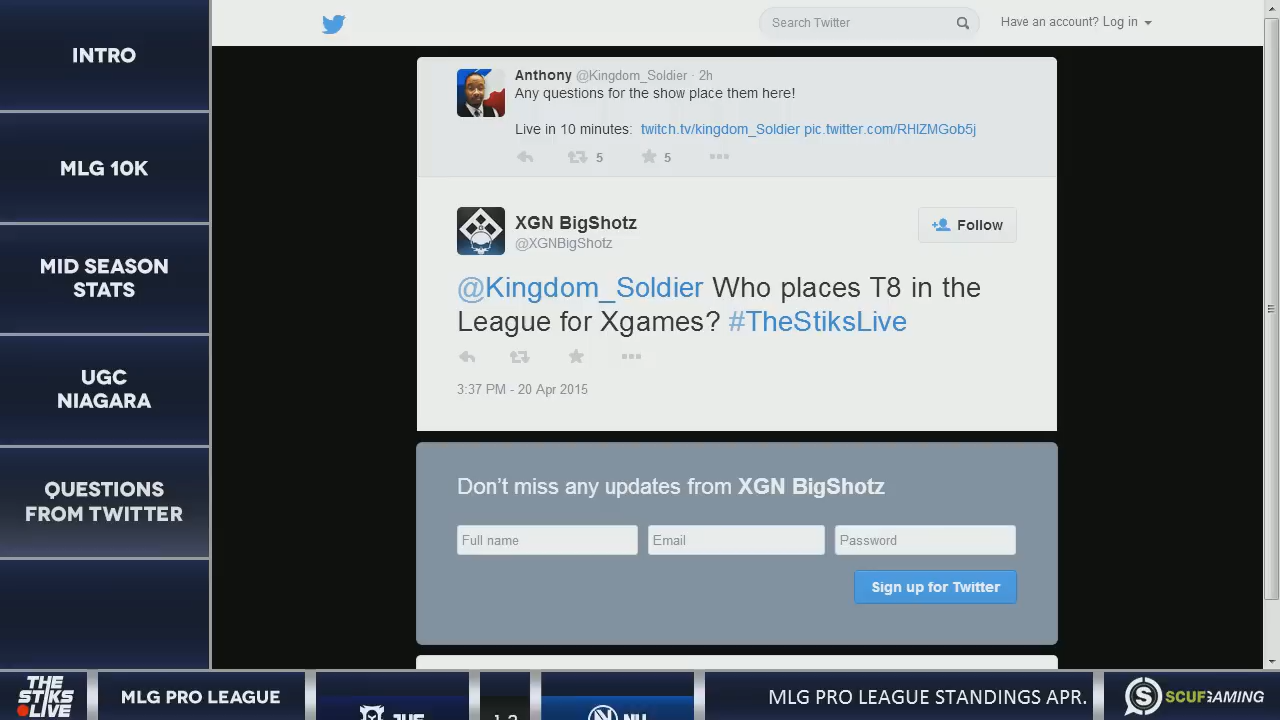 INTRO
MLG 10K
MID SEASON
STATS
UGC
NIAGARA
QUESTIONS
FROM TWITTER
Search Twitter
Have an account? Log in
Anthony @Kingdom_Soldier · 2h
Any questions for the show place them here!
Live in 10 minutes: twitch.tv/kingdom_Soldier pic.twitter.com/RHlZMGob5j
5
5
XGN BigShotz
@XGNBigShotz
Follow
@Kingdom_Soldier Who places T8 in the
League for Xgames? #TheStiksLive
3:37 PM - 20 Apr 2015
Don't miss any updates from XGN BigShotz
Full name
Email
Password
Sign up for Twitter
THE
STIKS
LIVE
MLG PRO LEAGUE
MLG PRO LEAGUE STANDINGS APR.
SCUF GAMING